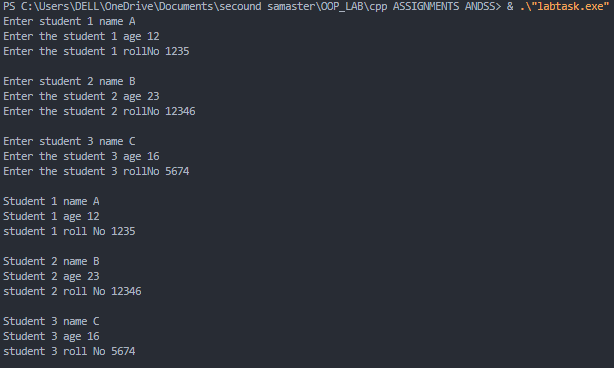 PS C:\Users\DELL\OneDrive\Documents\secound samaster\OOP_LAB\cpp ASSIGNMENTS ANDSS> & .\"labtask.exe"
Enter student 1 name A
Enter the student 1 age 12
Enter the student 1 rollNo 1235
Enter student 2 name B
Enter the student 2 age 23
Enter the student 2 rollNo 12346
Enter student 3 name C
Enter the student 3 age 16
Enter the student 3 rollNo 5674
Student 1 name A
Student 1 age 12
student 1 roll No 1235
Student 2 name B
Student 2 age 23
student 2 roll No 12346
Student 3 name C
Student 3 age 16
student 3 roll No 5674